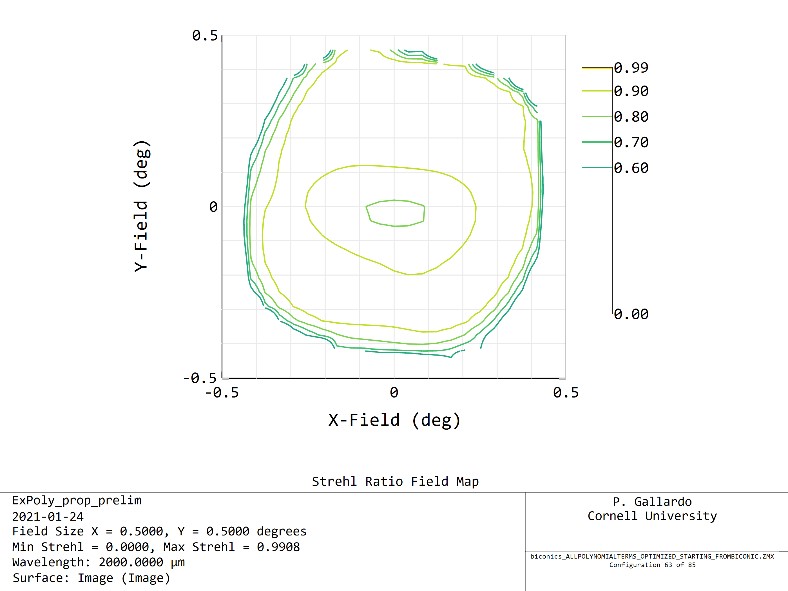 0.5
0
-0.5
Y-Field (deg)
-0.5
0
0.5
X-Field (deg)
0.99
0.90
0.80
0.70
0.60
0.00
Strehl Ratio Field Map
ExPoly_prop_prelim
2021-01-24
Field Size X = 0.5000, Y = 0.5000 degrees
Min Strehl = 0.0000, Max Strehl = 0.9908
Wavelength: 2000.0000 µm
Surface: Image (Image)
P. Gallardo
Cornell University
biconics_ALLPOLYNOMIALTERMS_OPTIMIZED_STARTING_FROMBICONIC.ZMX
Configuration 63 of 85